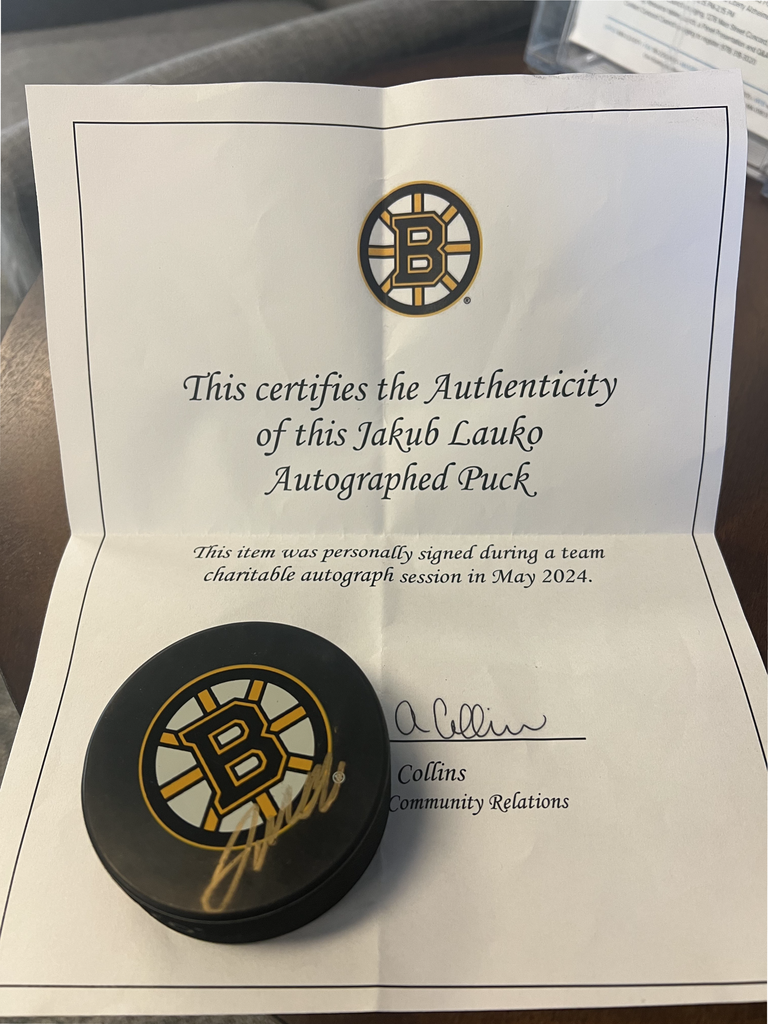 B
®
This certifies the Authenticity
of this Jakub Lauko
Autographed Puck
This item was personally signed during a team
charitable autograph session in May 2024.
A Collins
Collins
Community Relations
B